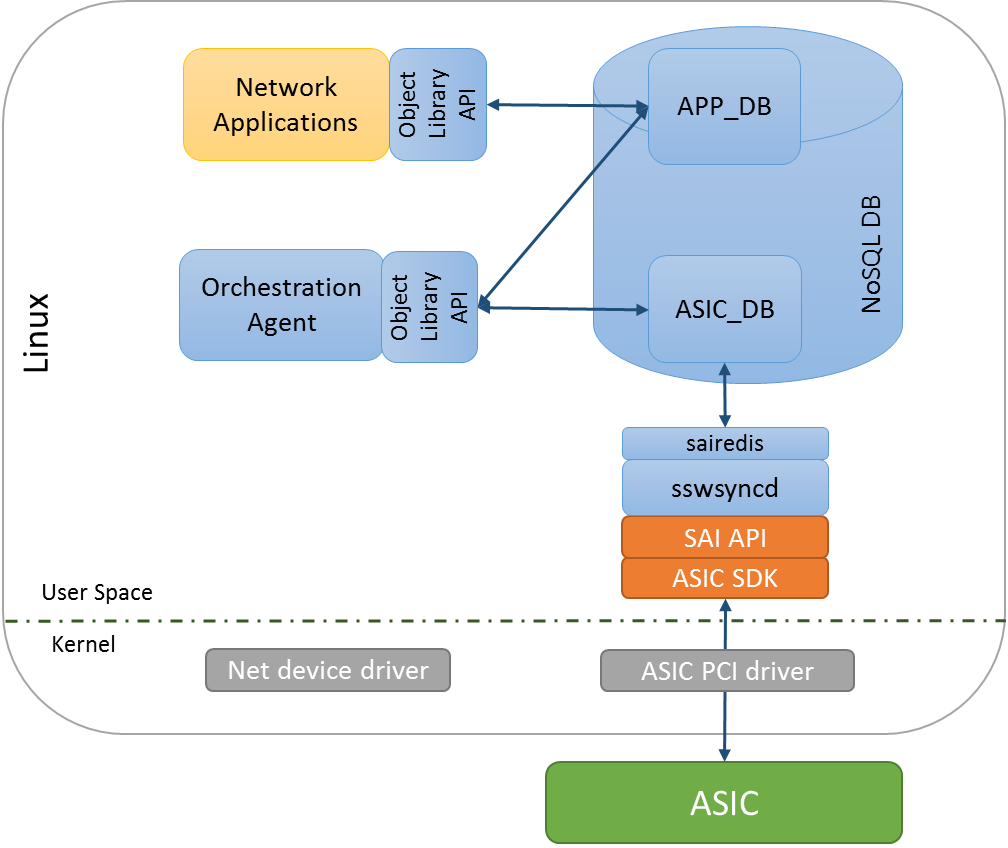 Network
Applications
Object
Library
API
APP_DB
NoSQL DB
Orchestration
Agent
Object
Library
API
ASIC_DB
Linux
sairedis
sswsyncd
SAI API
ASIC SDK
User Space
Kernel
Net device driver
ASIC PCI driver
ASIC